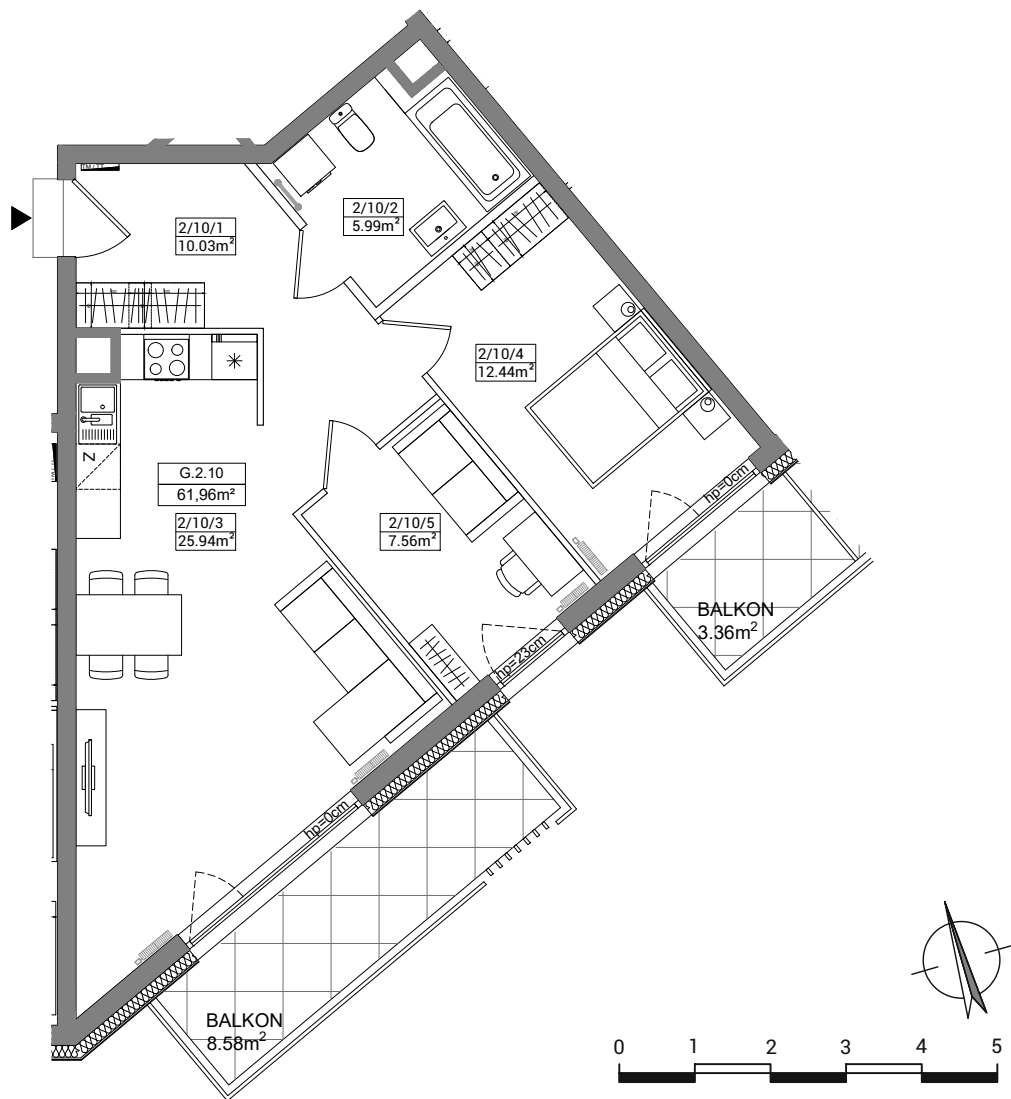 2/10/2
5.99m²
2/10/1
10.03m²
2/10/4
12.44m²
Z
G.2.10
61,96m²
2/10/3
25.94m²
2/10/5
7.56m²
hp=0cm
BALKON
3.36m²
hp=23cm
hp=0cm
BALKON
8.58m²
0 1 2 3 4 5